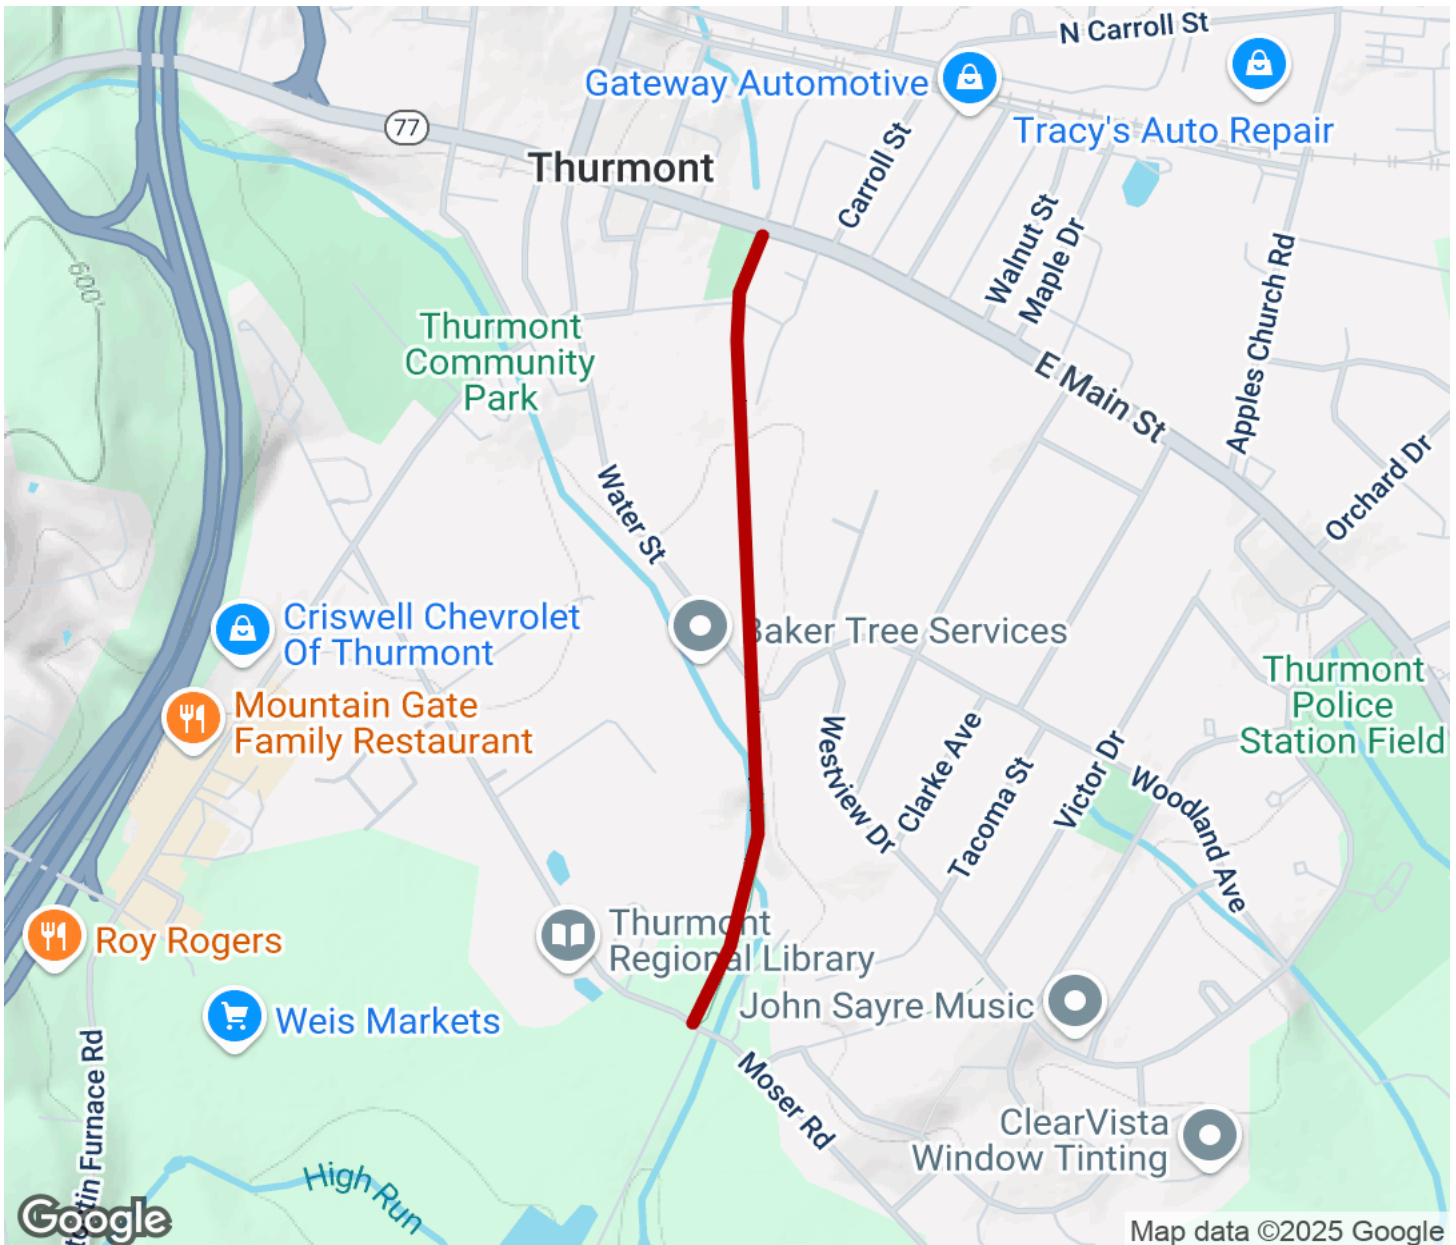 N Carroll St
Gateway Automotive
77
Tracy's Auto Repair
Thurmont
Carroll St
Walnut St
Maple Dr
Apples Church Rd
600'
Thurmont
Community
Park
E Main St
Orchard Dr
Water St
Criswell Chevrolet
Of Thurmont
Baker Tree Services
Mountain Gate
Family Restaurant
Thurmont
Police
Station Field
Westview Dr
Clarke Ave
Tacoma St
Victor Dr
Woodland Ave
Roy Rogers
Thurmont
Regional Library
Weis Markets
John Sayre Music
Moser Rd
ClearVista
Window Tinting
Furnace Rd
High Run
Google
Map data ©2025 Google